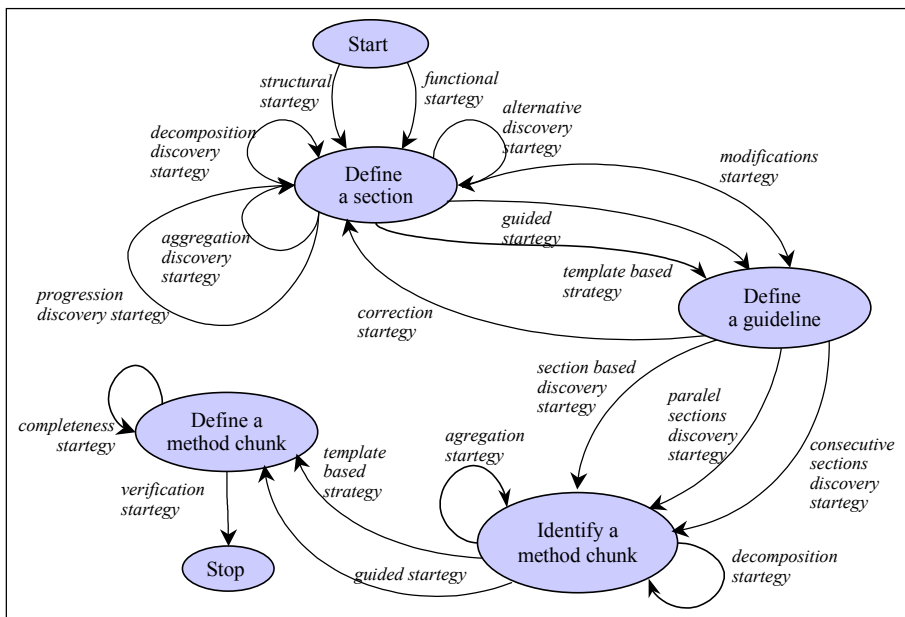 Start
structural
startegy
functional
startegy
alternative
discovery
startegy
decomposition
discovery
startegy
modifications
startegy
Define
a section
guided
startegy
aggregation
discovery
startegy
template based
strategy
progression
discovery startegy
correction
startegy
Define
a guideline
section based
discovery
startegy
paralel
sections
discovery
startegy
consecutive
sections
discovery
startegy
completeness
startegy
Define a
method chunk
template
based
strategy
agregation
startegy
verification
startegy
Identify a
method chunk
decomposition
startegy
Stop
guided startegy